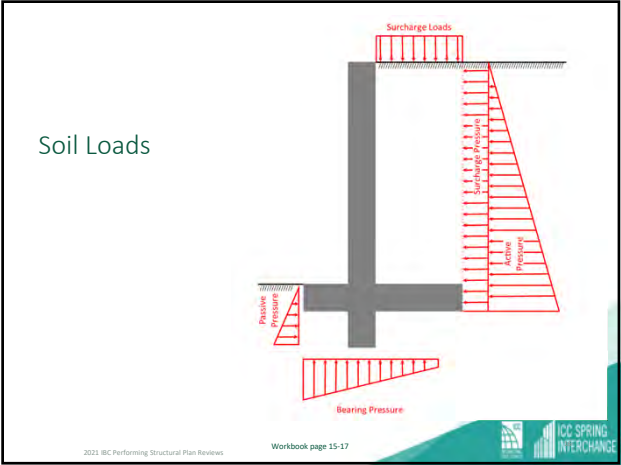 Surcharge Loads
Soil Loads
Surcharge Pressure
Active
Pressure
Passive
Pressure
Bearing Pressure
2021 IBC Performing Structural Plan Reviews
Workbook page 15-17
ICC SPRING
INTERCHANGE